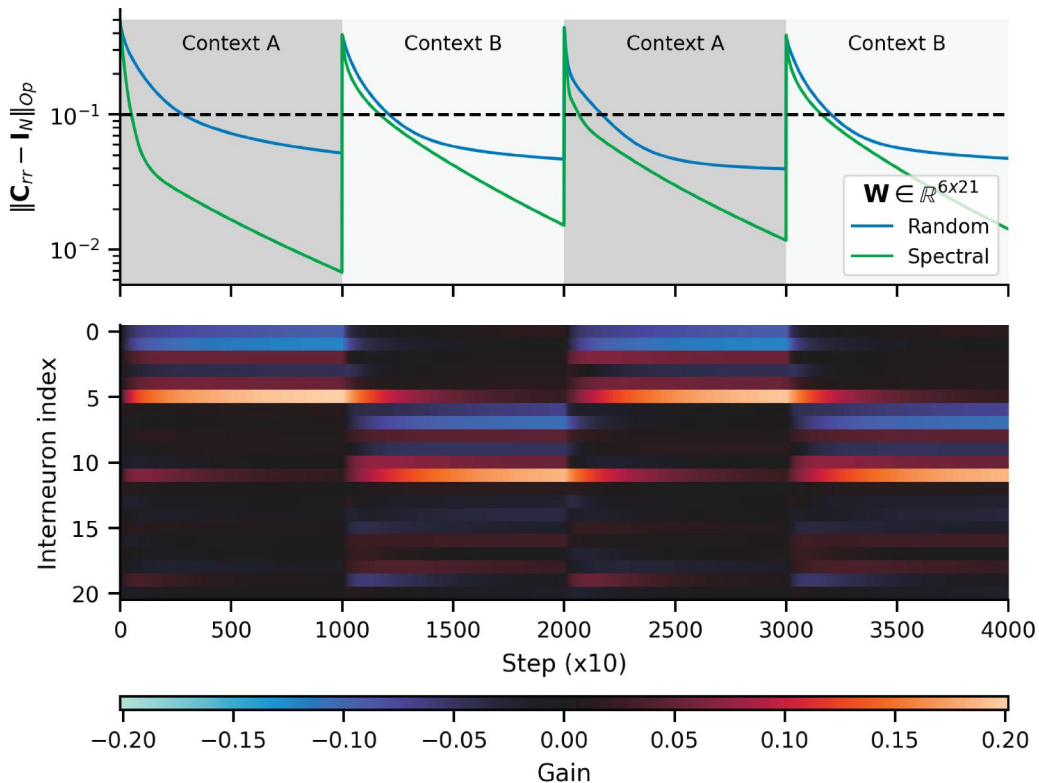 Context A
Context B
Context A
Context B
‖C_rr − I_N‖_Op
10^−1
10^−2
W ∈ ℝ^6x21
Random
Spectral
Interneuron index
0
5
10
15
20
0 500 1000 1500 2000 2500 3000 3500 4000
Step (x10)
−0.20 −0.15 −0.10 −0.05 0.00 0.05 0.10 0.15 0.20
Gain